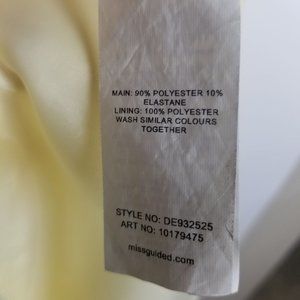 MAIN: 90% POLYESTER 10%
ELASTANE
LINING: 100% POLYESTER
WASH SIMILAR COLOURS
TOGETHER
STYLE NO: DE932525
ART NO: 10179475
missguided.com